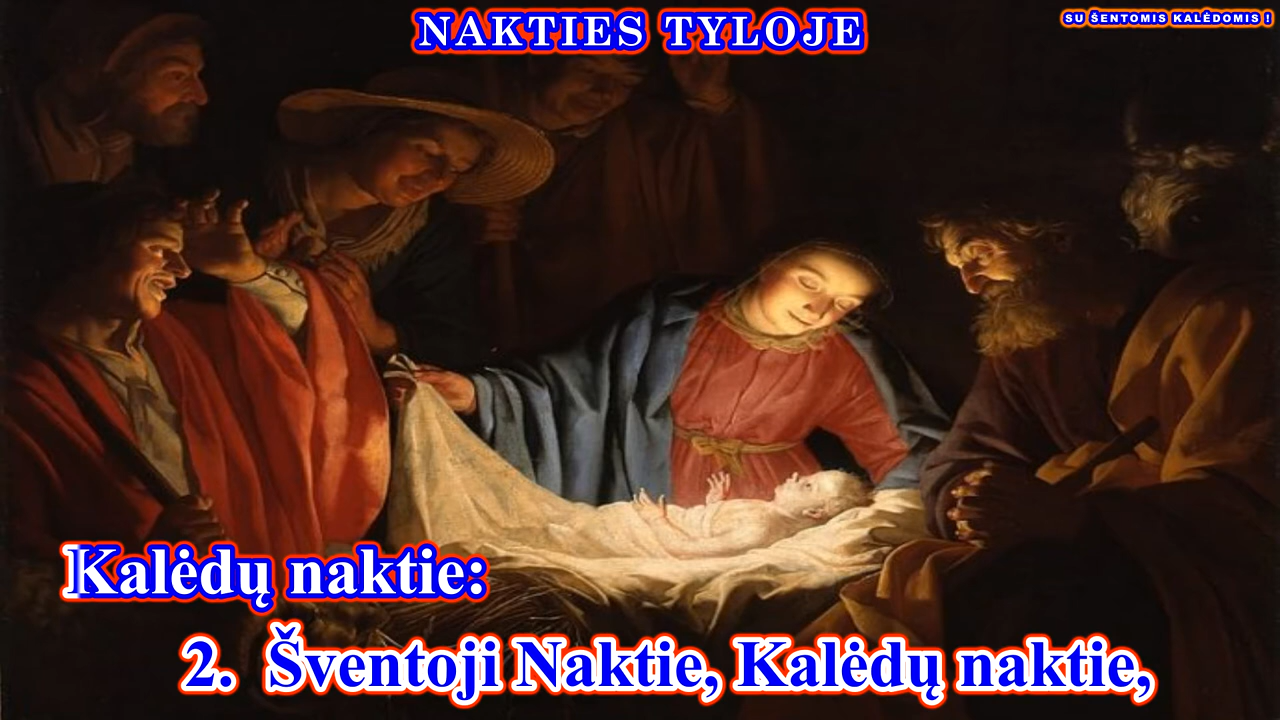 NAKTIES TYLOJE
SU ŠENTOMIS KALĖDOMIS !
Kalėdų naktie:
2. Šventoji Naktie, Kalėdų naktie,